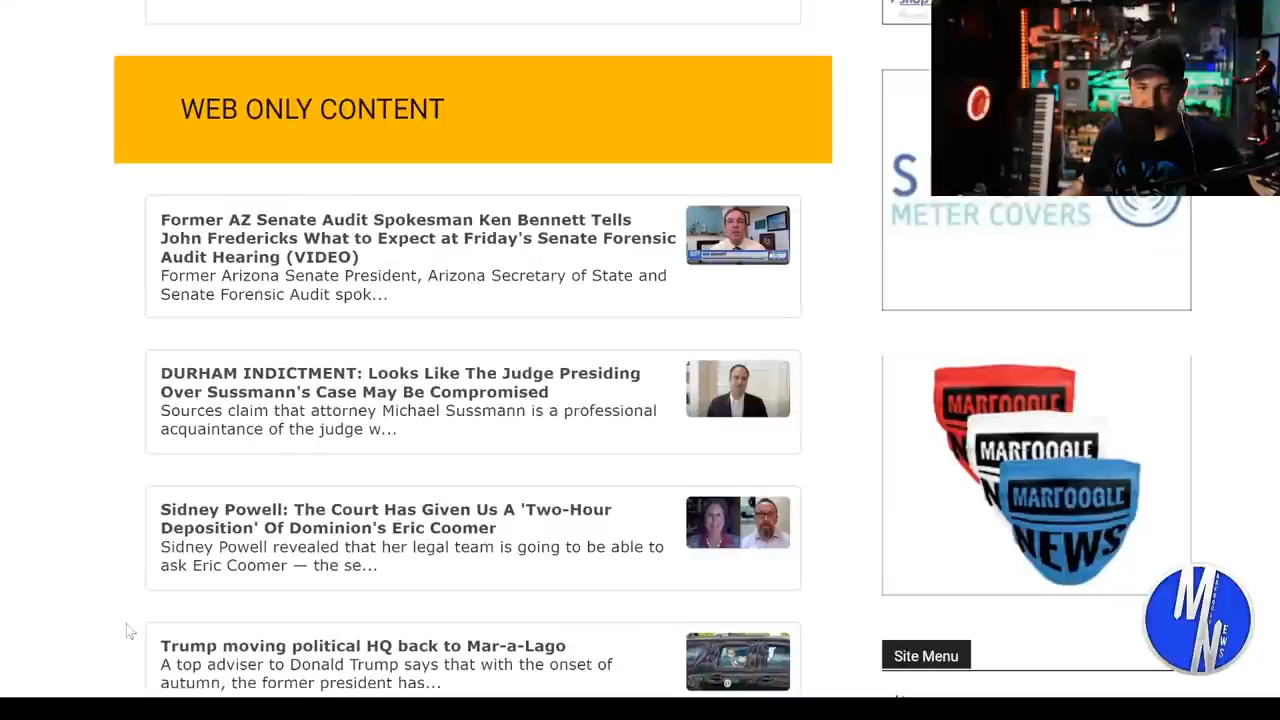 WEB ONLY CONTENT
Former AZ Senate Audit Spokesman Ken Bennett Tells
John Fredericks What to Expect at Friday's Senate Forensic
Audit Hearing (VIDEO)
Former Arizona Senate President, Arizona Secretary of State and
Senate Forensic Audit spok...
DURHAM INDICTMENT: Looks Like The Judge Presiding
Over Sussmann's Case May Be Compromised
Sources claim that attorney Michael Sussmann is a professional
acquaintance of the judge w...
Sidney Powell: The Court Has Given Us A 'Two-Hour
Deposition' Of Dominion's Eric Coomer
Sidney Powell revealed that her legal team is going to be able to
ask Eric Coomer — the se...
Trump moving political HQ back to Mar-a-Lago
A top adviser to Donald Trump says that with the onset of
autumn, the former president has...
METER COVERS
MARFOOGLE
MARFOOGLE
MARFOOGLE
NEWS
MN
Site Menu